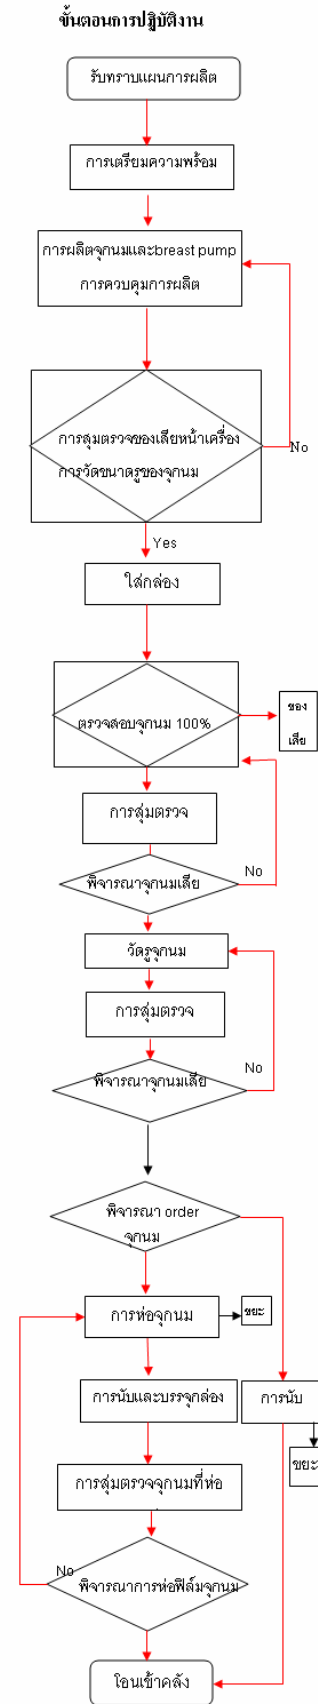 ขั้นตอนการปฏิบัติงาน
รับทราบแผนการผลิต
การเตรียมความพร้อม
การผลิตจุกนมและbreast pump
การควบคุมการผลิต
การสุ่มตรวจของเสียหน้าเครื่อง
การวัดขนาดรูของจุกนม
No
Yes
ใส่กล่อง
ตรวจสอบจุกนม 100%
ของ
เสีย
การสุ่มตรวจ
พิจารณาจุกนมเสีย
No
วัดรูจุกนม
การสุ่มตรวจ
พิจารณาจุกนมเสีย
No
พิจารณา order
จุกนม
การห่อจุกนม
ขยะ
การนับและบรรจุกล่อง
การนับ
ขยะ
การสุ่มตรวจจุกนมที่ห่อ
No
พิจารณาการห่อฟิล์มจุกนม
โอนเข้าคลัง